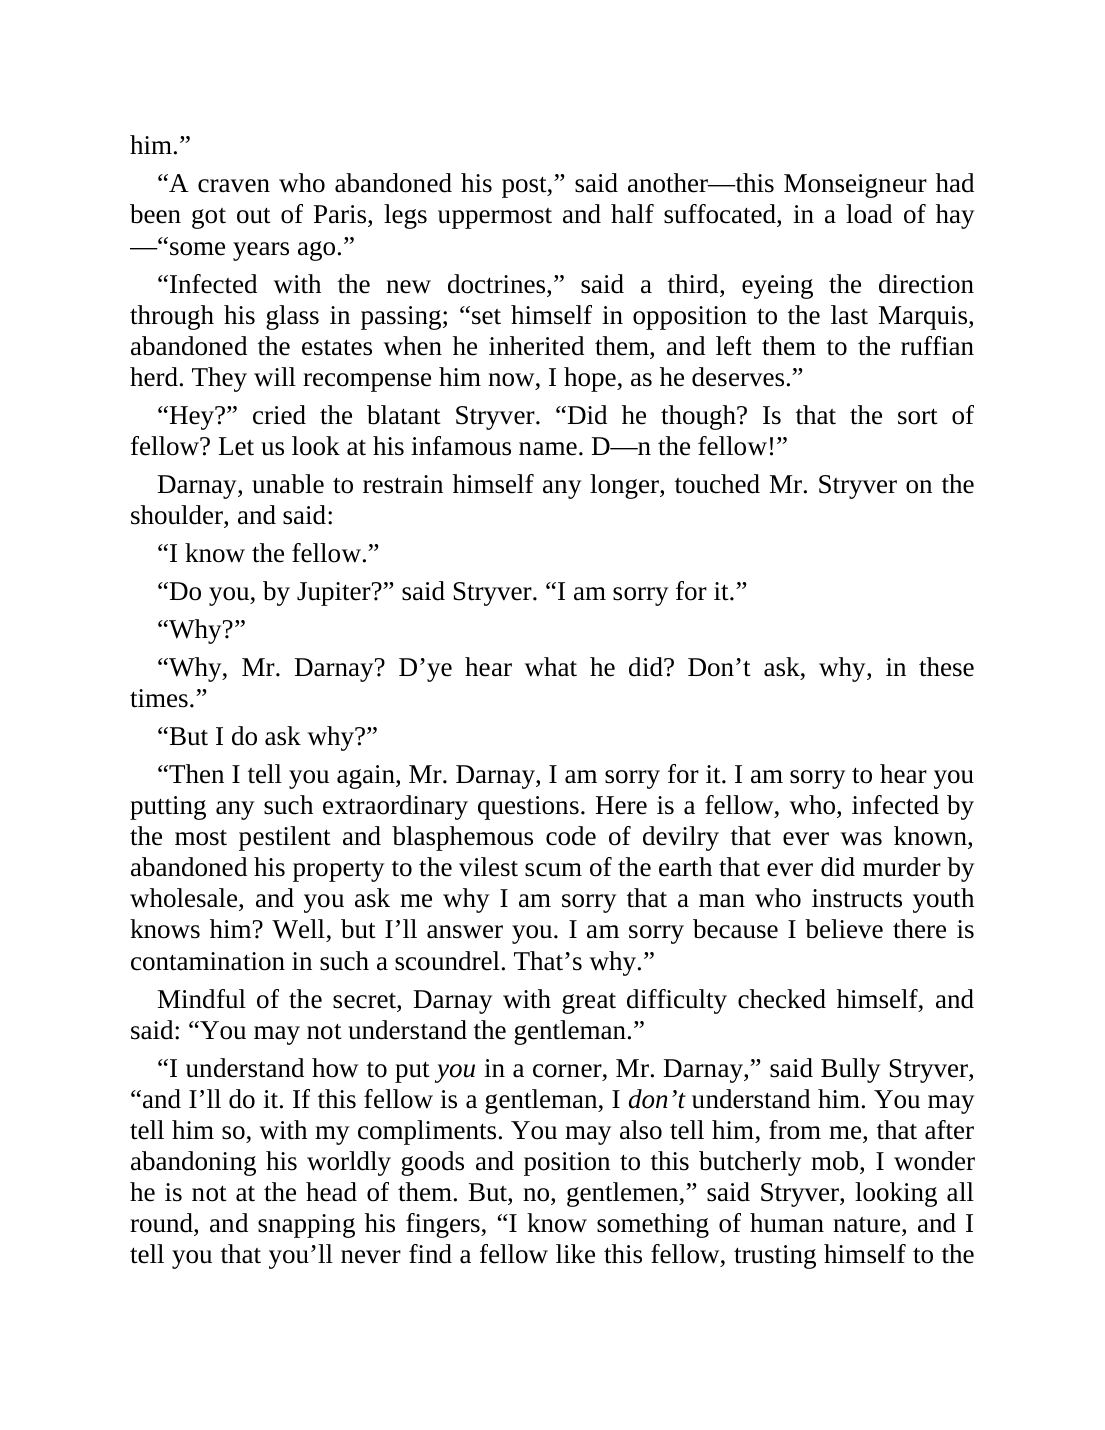 him.”
“A craven who abandoned his post,” said another—this Monseigneur had
been got out of Paris, legs uppermost and half suffocated, in a load of hay
—“some years ago.”
“Infected with the new doctrines,” said a third, eyeing the direction
through his glass in passing; “set himself in opposition to the last Marquis,
abandoned the estates when he inherited them, and left them to the ruffian
herd. They will recompense him now, I hope, as he deserves.”
“Hey?” cried the blatant Stryver. “Did he though? Is that the sort of
fellow? Let us look at his infamous name. D—n the fellow!”
Darnay, unable to restrain himself any longer, touched Mr. Stryver on the
shoulder, and said:
“I know the fellow.”
“Do you, by Jupiter?” said Stryver. “I am sorry for it.”
“Why?”
“Why, Mr. Darnay? D’ye hear what he did? Don’t ask, why, in these
times.”
“But I do ask why?”
“Then I tell you again, Mr. Darnay, I am sorry for it. I am sorry to hear you
putting any such extraordinary questions. Here is a fellow, who, infected by
the most pestilent and blasphemous code of devilry that ever was known,
abandoned his property to the vilest scum of the earth that ever did murder by
wholesale, and you ask me why I am sorry that a man who instructs youth
knows him? Well, but I’ll answer you. I am sorry because I believe there is
contamination in such a scoundrel. That’s why.”
Mindful of the secret, Darnay with great difficulty checked himself, and
said: “You may not understand the gentleman.”
“I understand how to put you in a corner, Mr. Darnay,” said Bully Stryver,
“and I’ll do it. If this fellow is a gentleman, I don’t understand him. You may
tell him so, with my compliments. You may also tell him, from me, that after
abandoning his worldly goods and position to this butcherly mob, I wonder
he is not at the head of them. But, no, gentlemen,” said Stryver, looking all
round, and snapping his fingers, “I know something of human nature, and I
tell you that you’ll never find a fellow like this fellow, trusting himself to the